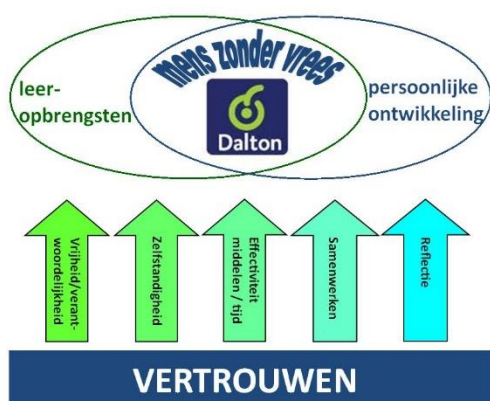 mens zonder vrees
leer-
opbrengsten
persoonlijke
ontwikkeling
Dalton
Vrijheid/verant-
woordelijkheid
Zelfstandigheid
Effectiviteit
middelen / tijd
Samenwerken
Reflectie
VERTROUWEN